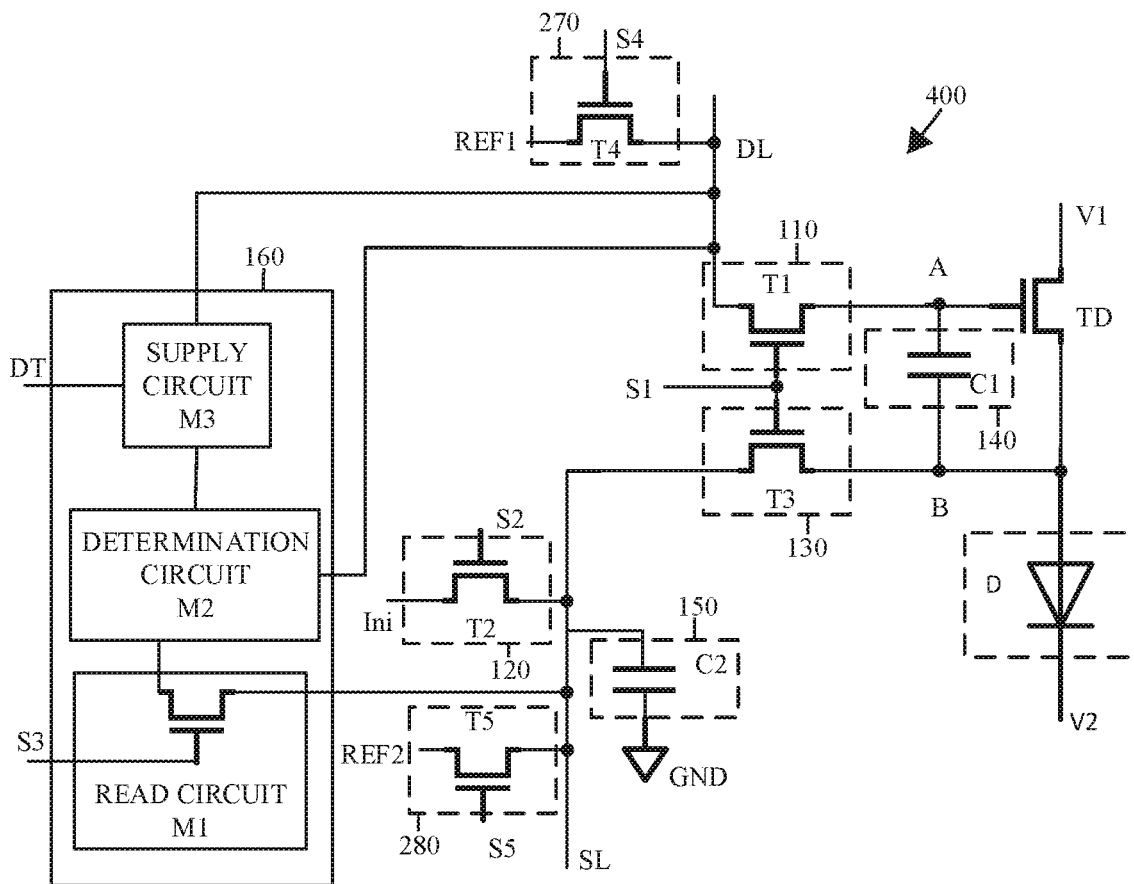 270
S4
400
REF1
T4
DL
V1
160
110
T1
A
TD
SUPPLY
CIRCUIT
M3
DT
S1
C1
140
T3
B
130
DETERMINATION
CIRCUIT
M2
S2
Ini
T2
120
150
C2
D
T5
S3
REF2
GND
V2
READ CIRCUIT
M1
280
S5
SL